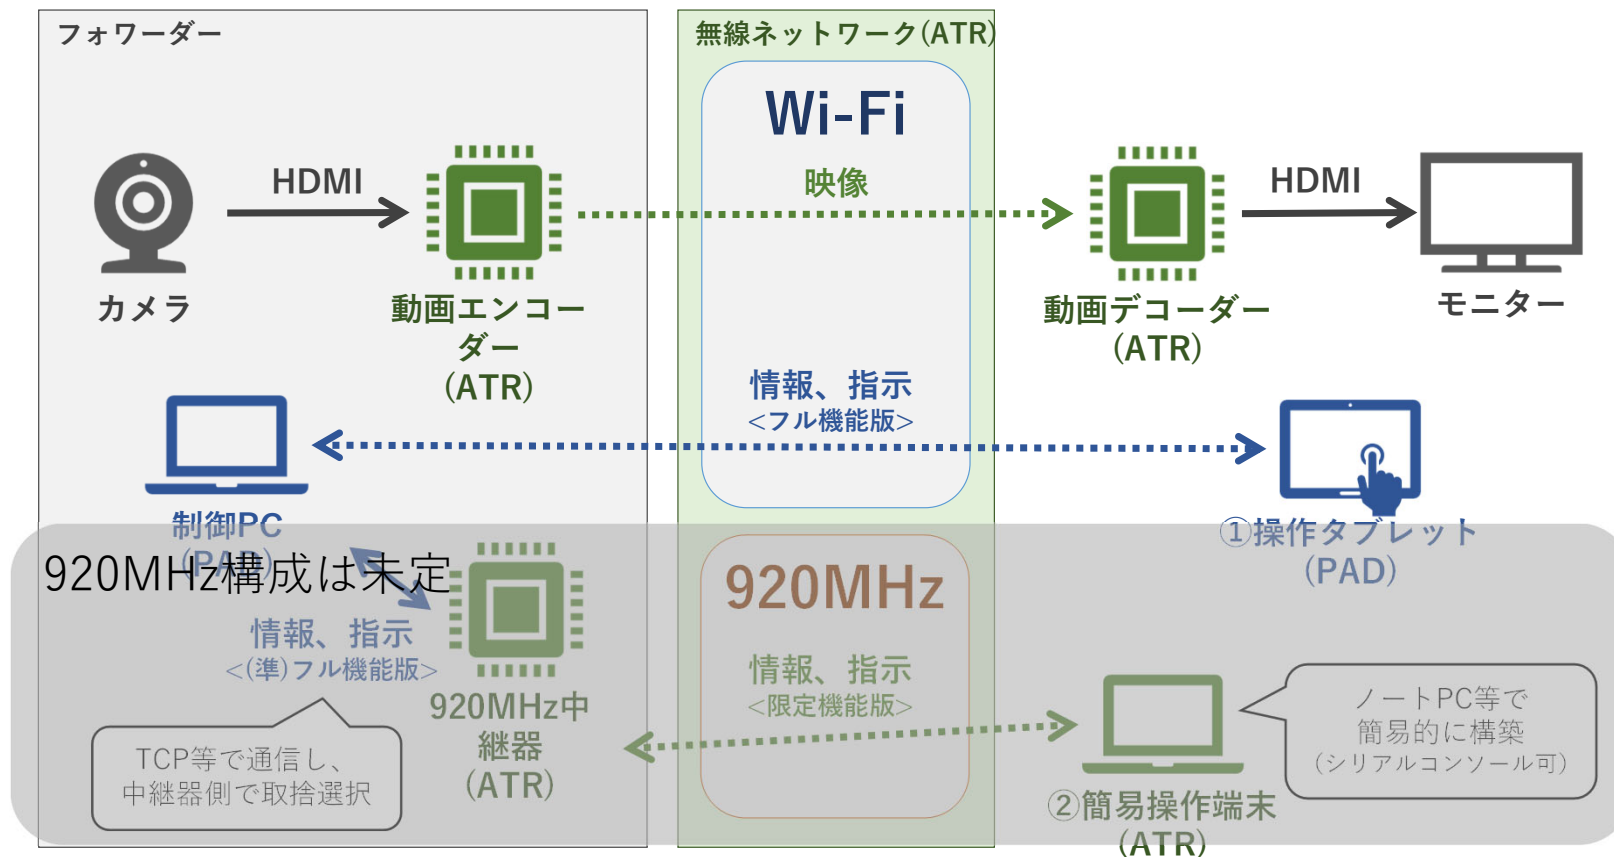 フォワーダー
無線ネットワーク(ATR)
Wi-Fi
HDMI
映像
HDMI
カメラ
動画エンコー
ダー
(ATR)
動画デコーダー
(ATR)
モニター
情報、指示
<フル機能版>
制御PC
(PAD)
①操作タブレット
(PAD)
920MHz構成は未定
920MHz
情報、指示
<(準)フル機能版>
情報、指示
<限定機能版>
920MHz中
継器
(ATR)
TCP等で通信し、
中継器側で取捨選択
ノートPC等で
簡易的に構築
(シリアルコンソール可)
②簡易操作端末
(ATR)